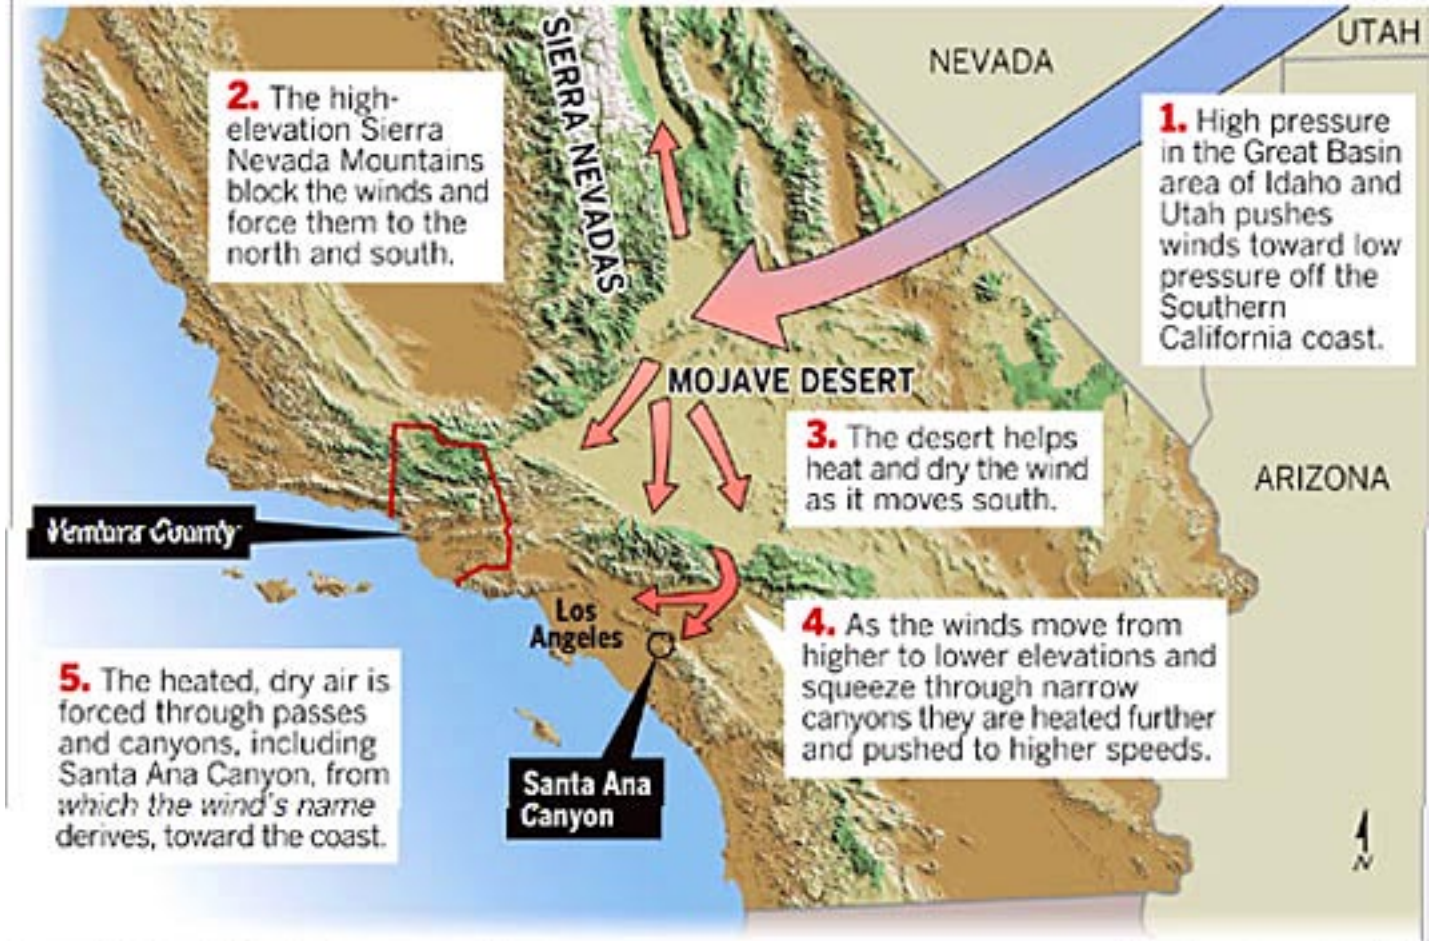 SIERRA NEVADAS
NEVADA
UTAH
2. The high-
elevation Sierra
Nevada Mountains
block the winds and
force them to the
north and south.
1. High pressure
in the Great Basin
area of Idaho and
Utah pushes
winds toward low
pressure off the
Southern
California coast.
MOJAVE DESERT
3. The desert helps
heat and dry the wind
as it moves south.
ARIZONA
Ventura County
Los
Angeles
4. As the winds move from
higher to lower elevations and
squeeze through narrow
canyons they are heated further
and pushed to higher speeds.
5. The heated, dry air is
forced through passes
and canyons, including
Santa Ana Canyon, from
which the wind's name
derives, toward the coast.
Santa Ana
Canyon
N